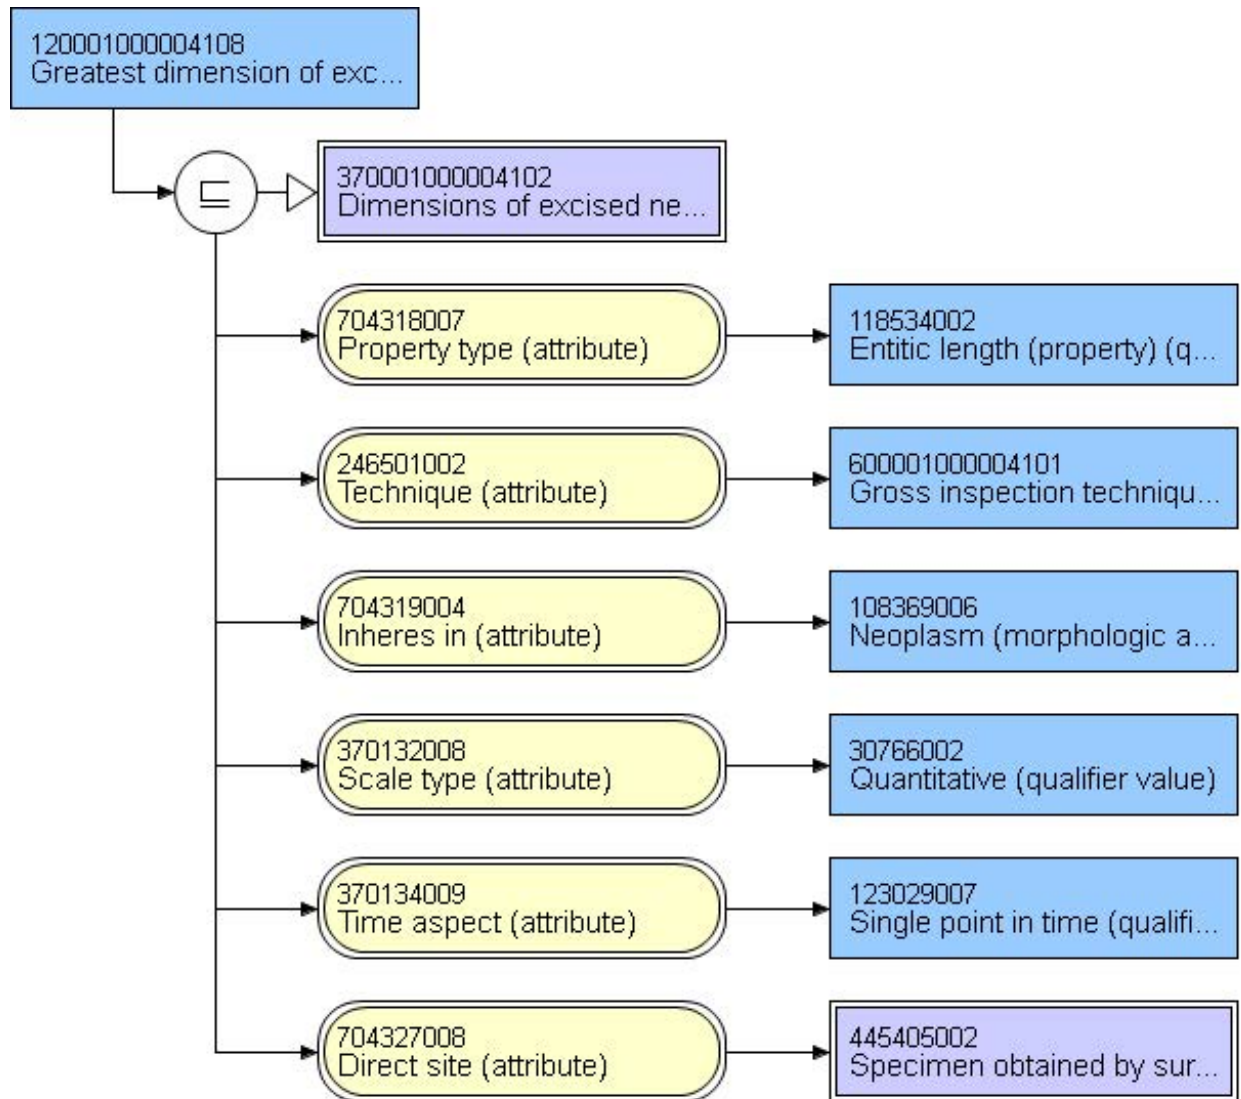 120001000004108
Greatest dimension of exc...
⊑
370001000004102
Dimensions of excised ne...
704318007
Property type (attribute)
118534002
Entitic length (property) (q...
246501002
Technique (attribute)
600001000004101
Gross inspection techniqu...
704319004
Inheres in (attribute)
108369006
Neoplasm (morphologic a...
370132008
Scale type (attribute)
30766002
Quantitative (qualifier value)
370134009
Time aspect (attribute)
123029007
Single point in time (qualifi...
704327008
Direct site (attribute)
445405002
Specimen obtained by sur...